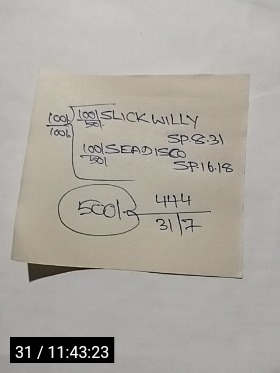 100/ 100/ SLICKWILLY
100/ 50/
SP.8.31
100/ SEADISCO
50/
SP.16.18
500/. 444
31/7
31 / 11:43:23